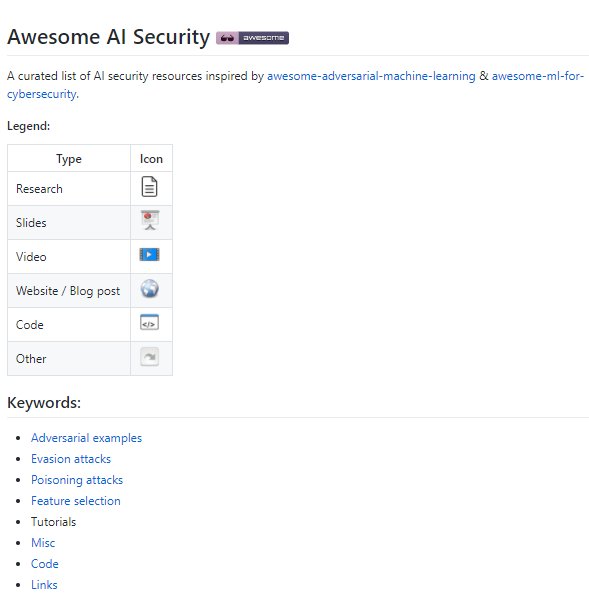 Awesome AI Security awesome
A curated list of AI security resources inspired by awesome-adversarial-machine-learning & awesome-ml-for-
cybersecurity.
Legend:
Type Icon
Research
Slides
Video
Website / Blog post
Code </>
Other
Keywords:
Adversarial examples
Evasion attacks
Poisoning attacks
Feature selection
Tutorials
Misc
Code
Links